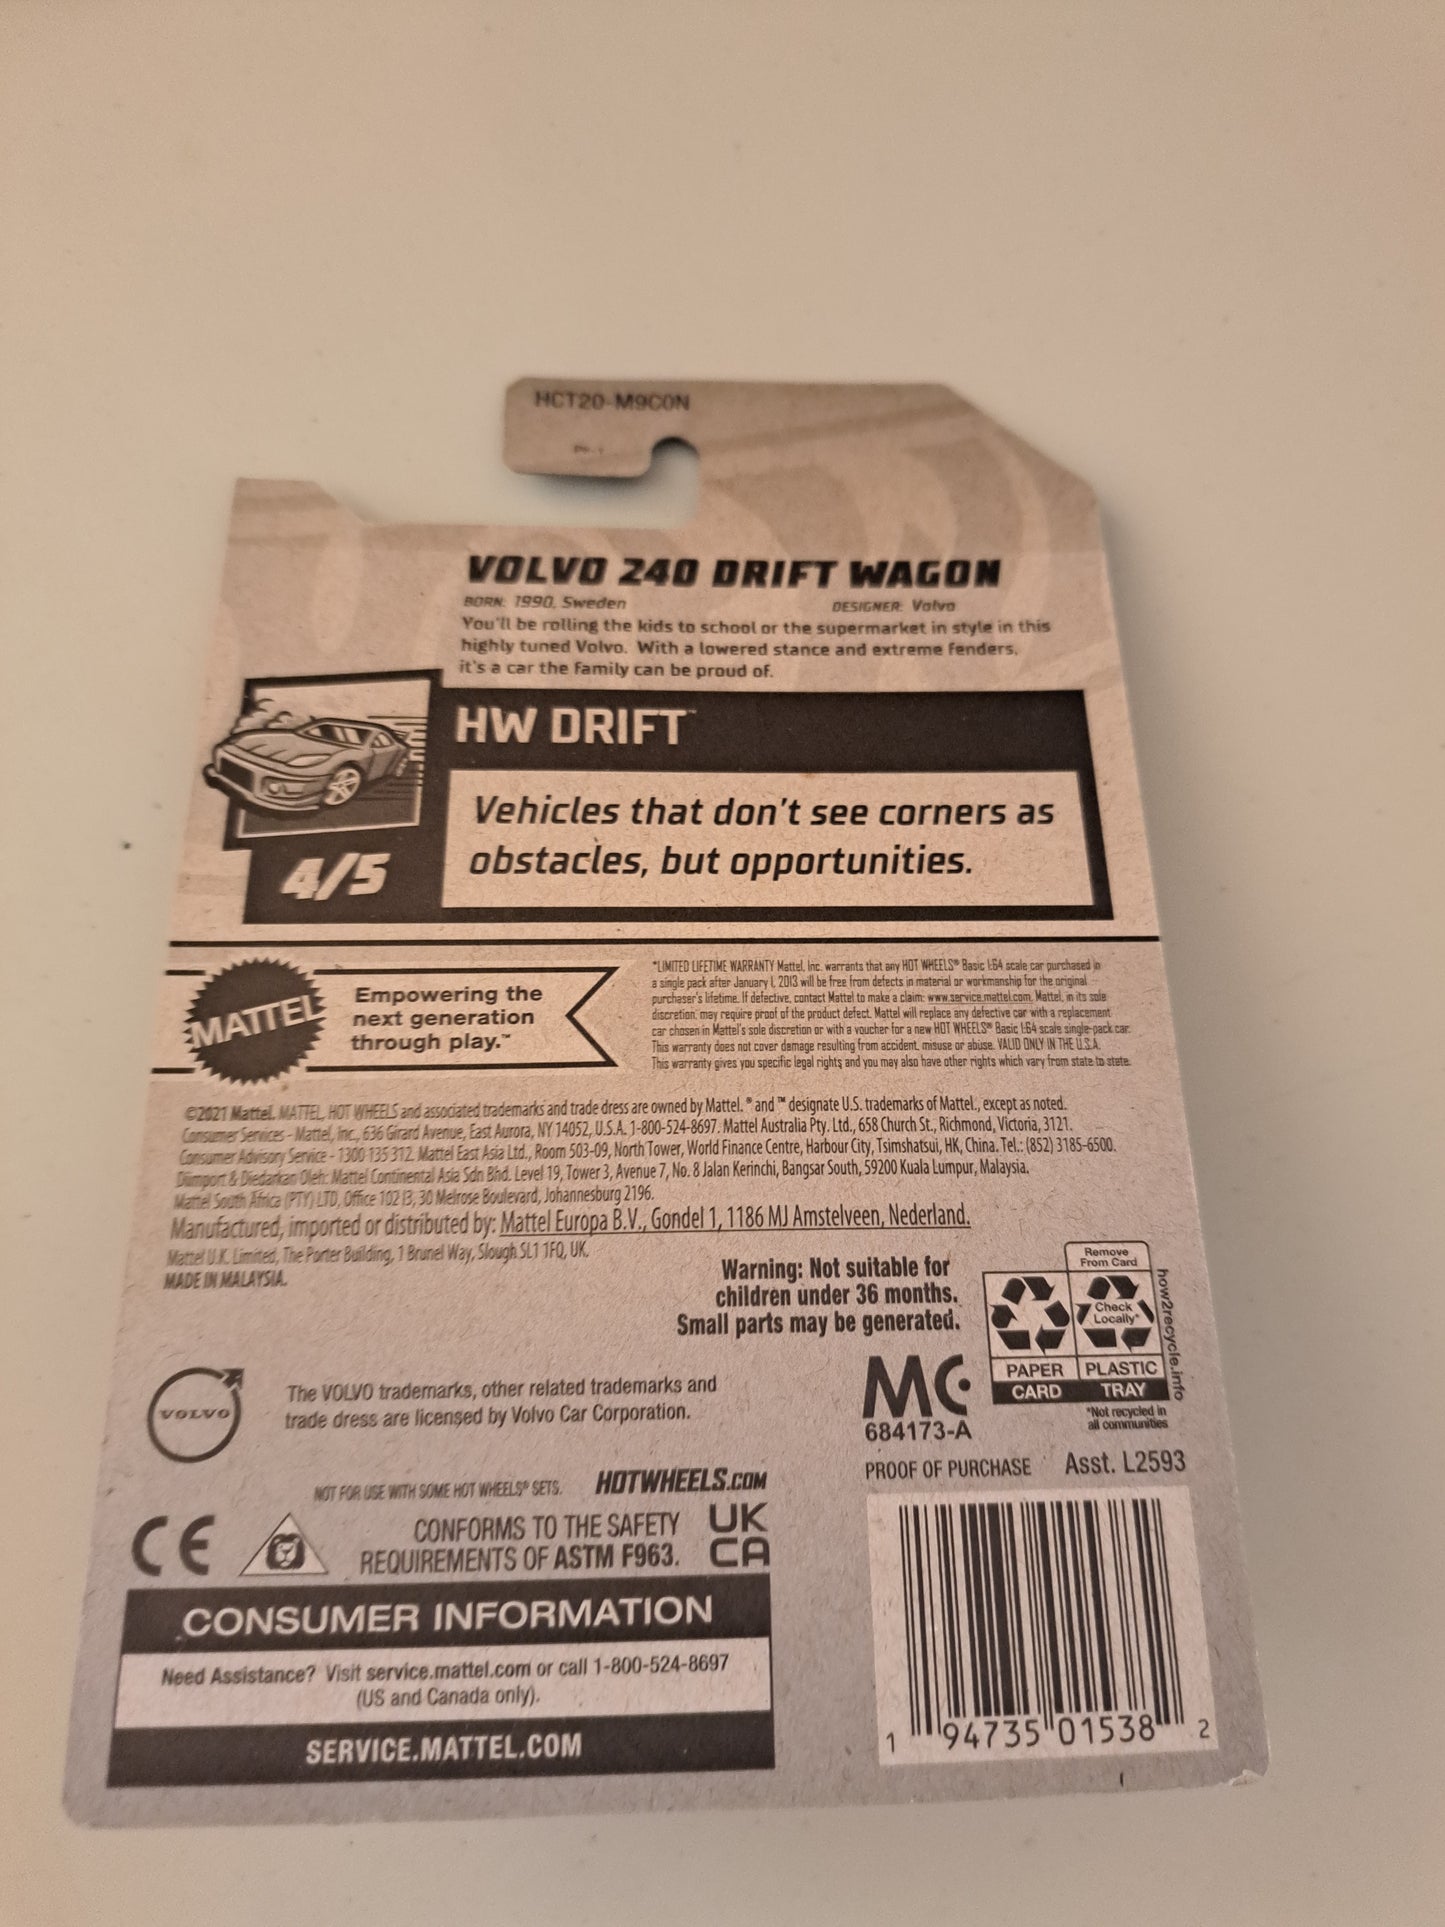 HCT20-M9C0N
VOLVO 240 DRIFT WAGON
BORN: 1990, Sweden
DESIGNER: Volvo
You'll be rolling the kids to school or the supermarket in style in this
highly tuned Volvo. With a lowered stance and extreme fenders,
it's a car the family can be proud of.
HW DRIFT™
4/5
Vehicles that don't see corners as
obstacles, but opportunities.
MATTEL
Empowering the
next generation
through play.™
*LIMITED LIFETIME WARRANTY Mattel, Inc. warrants that any HOT WHEELS® Basic 1:64 scale car purchased in
a single pack after January 1, 2013 will be free from defects in material or workmanship for the original
purchaser's lifetime. If defective, contact Mattel to make a claim: www.service.mattel.com. Mattel, in its sole
discretion, may require proof of the product defect. Mattel will replace any defective car with a replacement
car chosen in Mattel's sole discretion or with a voucher for a new HOT WHEELS® Basic 1:64 scale single-pack car.
This warranty does not cover damage resulting from accident, misuse or abuse. VALID ONLY IN THE U.S.A.
This warranty gives you specific legal rights and you may also have other rights which vary from state to state.
©2021 Mattel. MATTEL, HOT WHEELS and associated trademarks and trade dress are owned by Mattel. ® and ™ designate U.S. trademarks of Mattel., except as noted.
Consumer Services - Mattel, Inc., 636 Girard Avenue, East Aurora, NY 14052, U.S.A. 1-800-524-8697. Mattel Australia Pty. Ltd., 658 Church St., Richmond, Victoria, 3121.
Consumer Advisory Service - 1300 135 312. Mattel East Asia Ltd., Room 503-09, North Tower, World Finance Centre, Harbour City, Tsimshatsui, HK, China. Tel.: (852) 3185-6500.
Diimport & Diedarkan Oleh: Mattel Continental Asia Sdn Bhd. Level 19, Tower 3, Avenue 7, No. 8 Jalan Kerinchi, Bangsar South, 59200 Kuala Lumpur, Malaysia.
Mattel South Africa (PTY) LTD, Office 102 I3, 30 Melrose Boulevard, Johannesburg 2196.
Manufactured, imported or distributed by: Mattel Europa B.V., Gondel 1, 1186 MJ Amstelveen, Nederland.
Mattel U.K. Limited, The Porter Building, 1 Brunel Way, Slough SL1 1FQ, UK.
MADE IN MALAYSIA.
Warning: Not suitable for
children under 36 months.
Small parts may be generated.
Remove
From Card
Check
Locally*
PAPER
PLASTIC
CARD
TRAY
*Not recycled in
all communities
how2recycle.info
VOLVO
The VOLVO trademarks, other related trademarks and
trade dress are licensed by Volvo Car Corporation.
MC
684173-A
PROOF OF PURCHASE
Asst. L2593
NOT FOR USE WITH SOME HOT WHEELS® SETS.
HOTWHEELS.COM
CE
CONFORMS TO THE SAFETY
REQUIREMENTS OF ASTM F963.
UK
CA
CONSUMER INFORMATION
Need Assistance? Visit service.mattel.com or call 1-800-524-8697
(US and Canada only).
SERVICE.MATTEL.COM
1 94735 01538 2